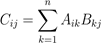 C_{ij} = \sum_{k=1}^{n} A_{ik} B_{kj}